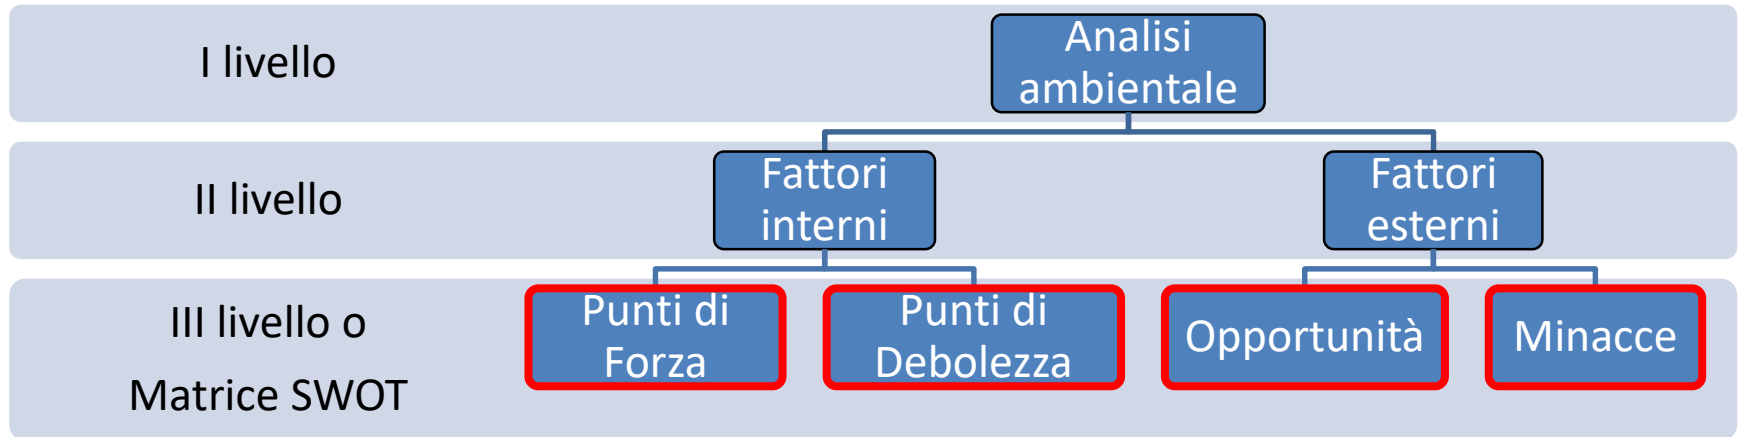 I livello
Analisi
ambientale
II livello
Fattori
interni
Fattori
esterni
III livello o
Matrice SWOT
Punti di
Forza
Punti di
Debolezza
Opportunità
Minacce